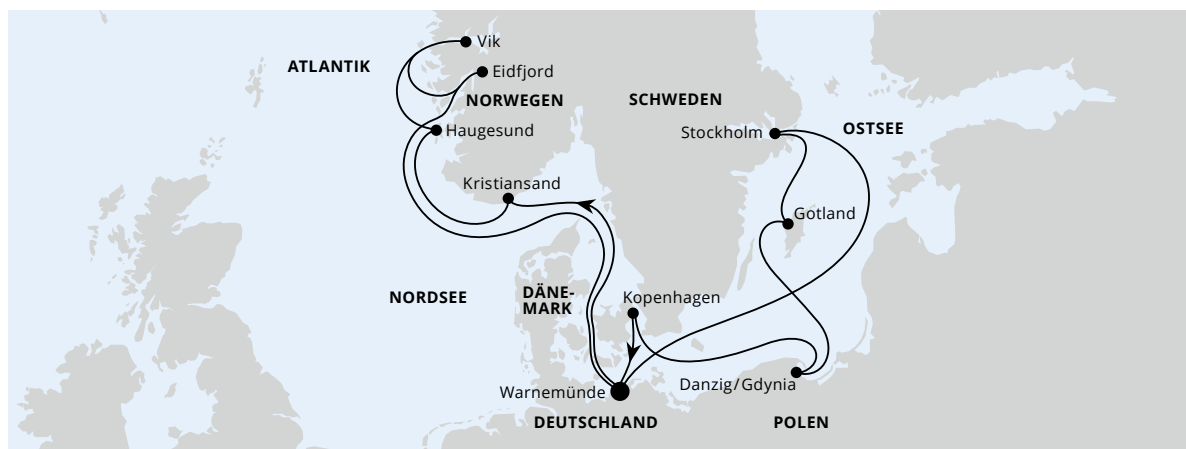 Vik
ATLANTIK
Eidfjord
NORWEGEN
SCHWEDEN
Haugesund
Stockholm
OSTSEE
Kristiansand
Gotland
NORDSEE
DÄNE-
MARK
Kopenhagen
Warnemünde
Danzig/Gdynia
DEUTSCHLAND
POLEN